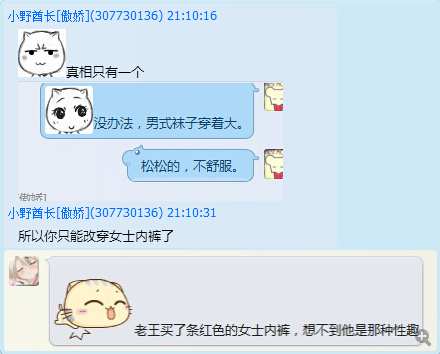 小野酋长[傲娇](307730136) 21:10:16
真相只有一个
没办法，男式袜子穿着大。
松松的，不舒服。
小野酋长[傲娇](307730136) 21:10:31
所以你只能改穿女士内裤了
老王买了条红色的女士内裤，想不到他是那种性趣